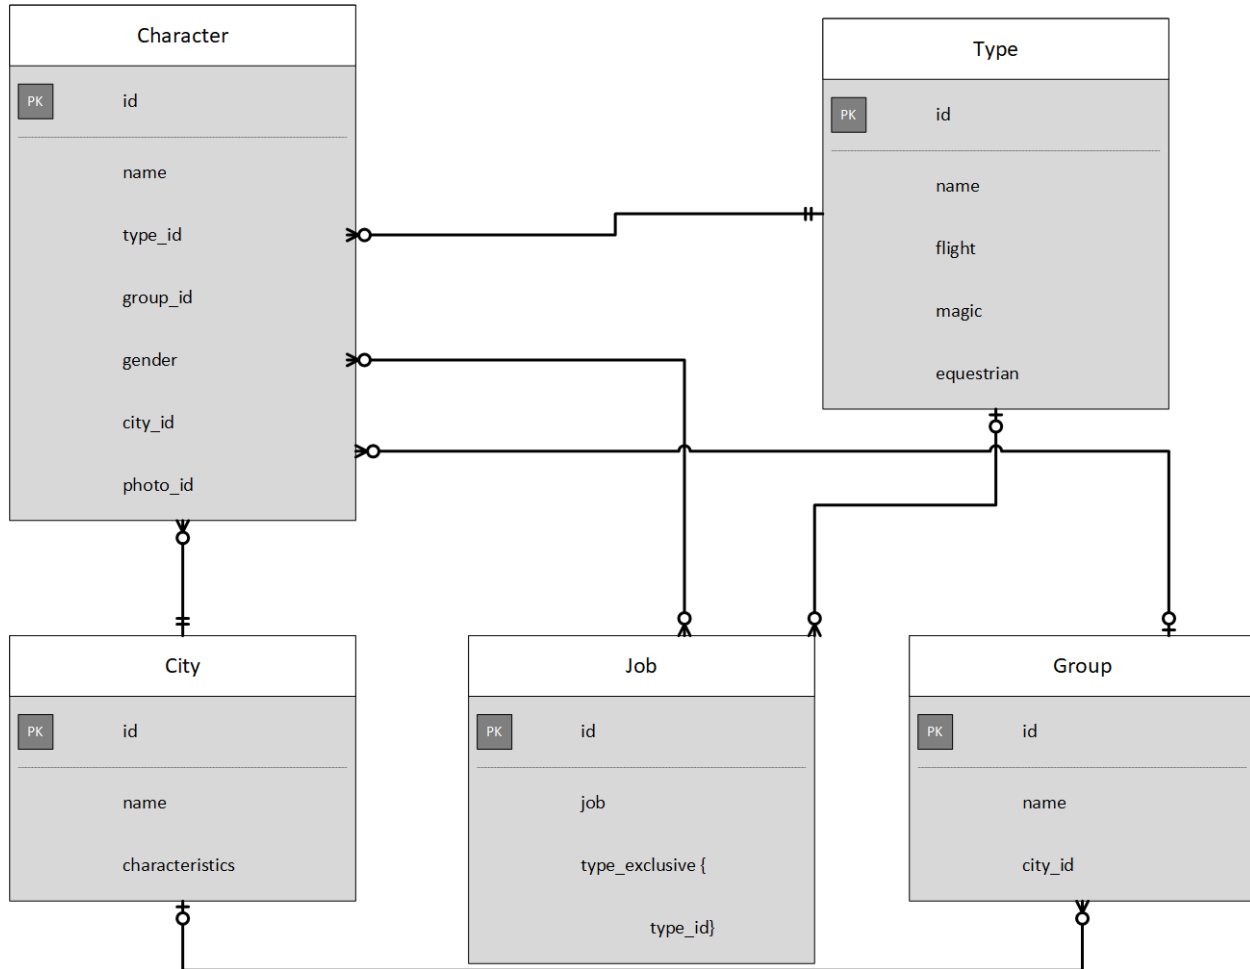 Character
PK id
name
type_id
group_id
gender
city_id
photo_id
Type
PK id
name
flight
magic
equestrian
City
PK id
name
characteristics
Job
PK id
job
type_exclusive {
type_id}
Group
PK id
name
city_id